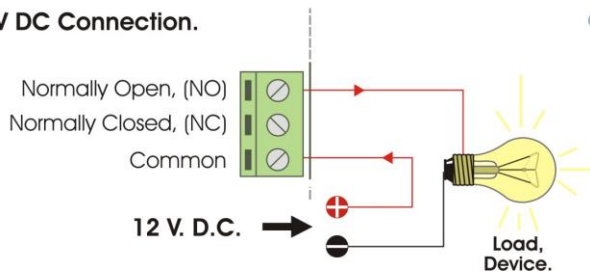 V DC Connection.
Normally Open, (NO)
Normally Closed, (NC)
Common
12 V. D.C.
Load,
Device.